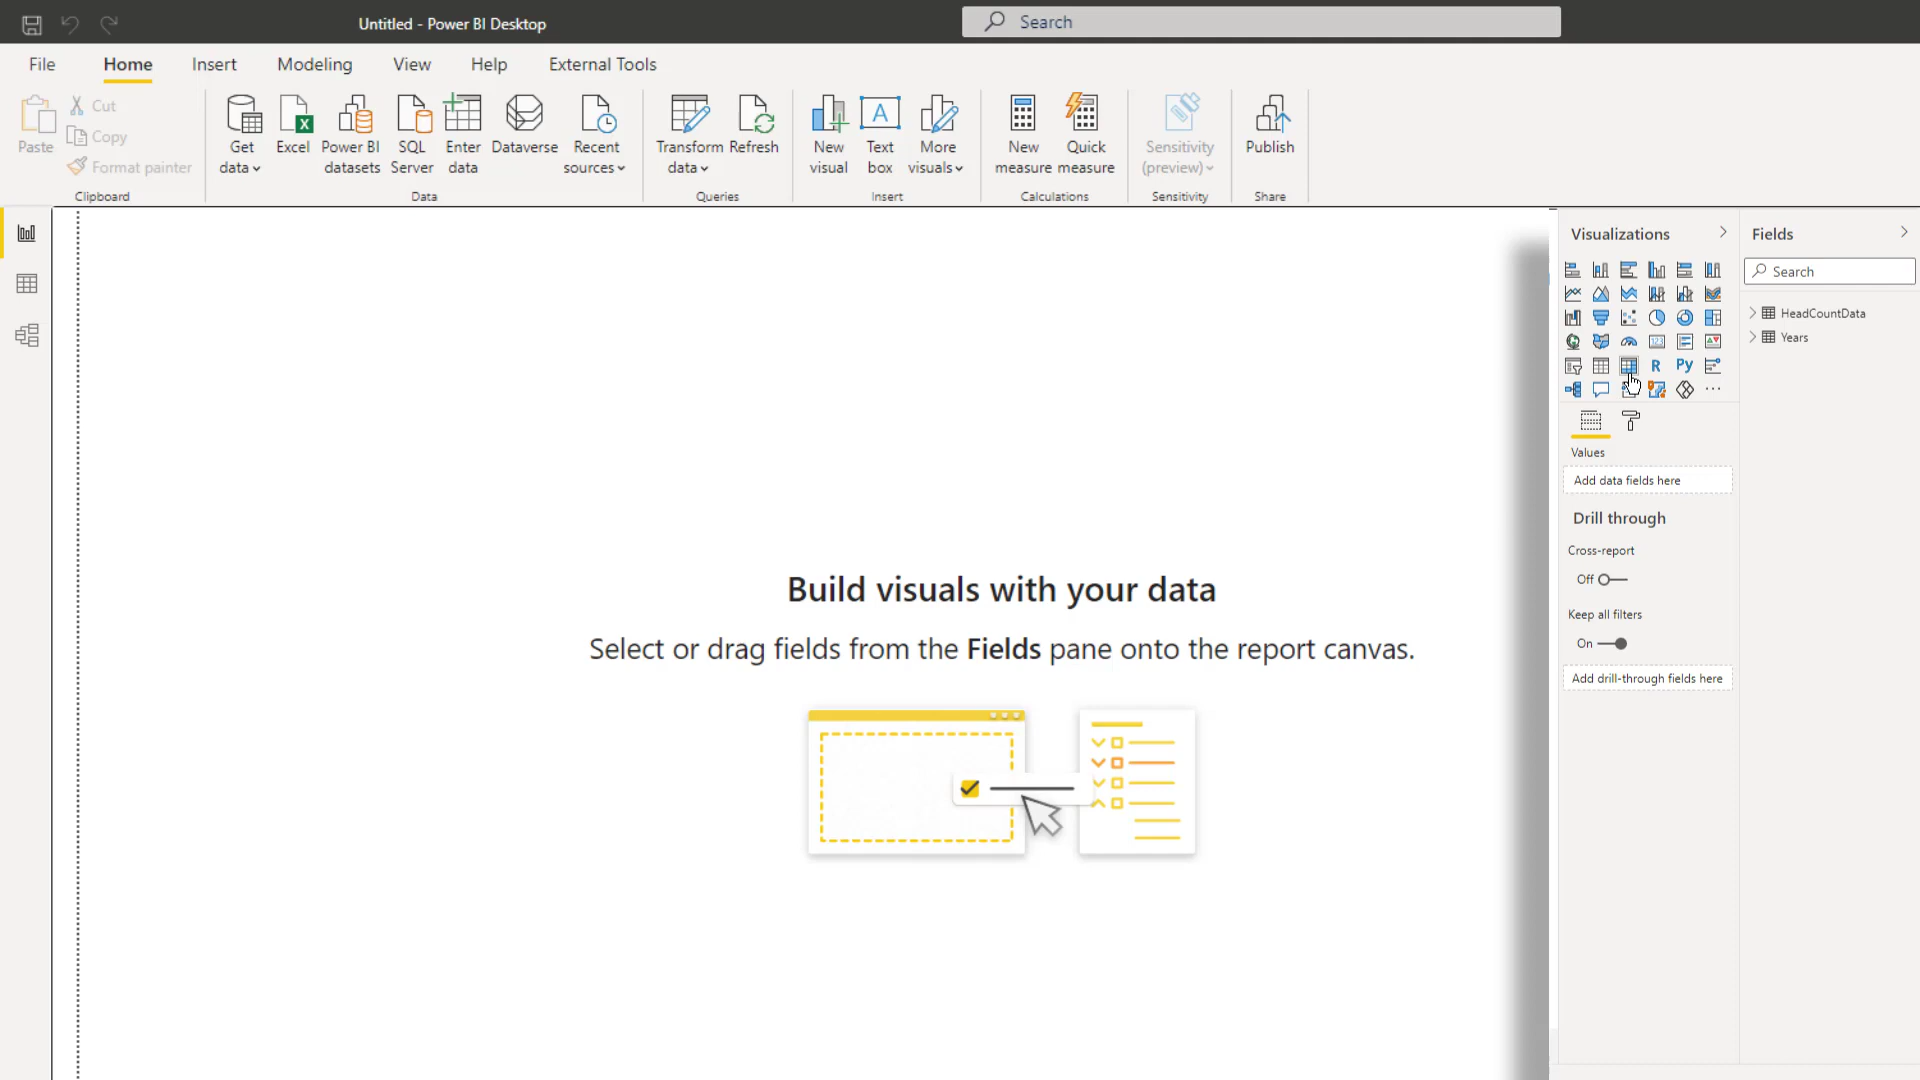 Untitled - Power BI Desktop
Search
File Home Insert Modeling View Help External Tools
Paste
Cut
Copy
Format painter
Clipboard
Get data
Excel
Power BI datasets
SQL Server
Enter data
Dataverse
Recent sources
Data
Transform data
Refresh
Queries
New visual
Text box
More visuals
Insert
New measure
Quick measure
Calculations
Sensitivity (preview)
Sensitivity
Publish
Share
Build visuals with your data
Select or drag fields from the Fields pane onto the report canvas.
Visualizations
R
Py
Values
Add data fields here
Drill through
Cross-report
Off
Keep all filters
On
Add drill-through fields here
Fields
Search
HeadCountData
Years